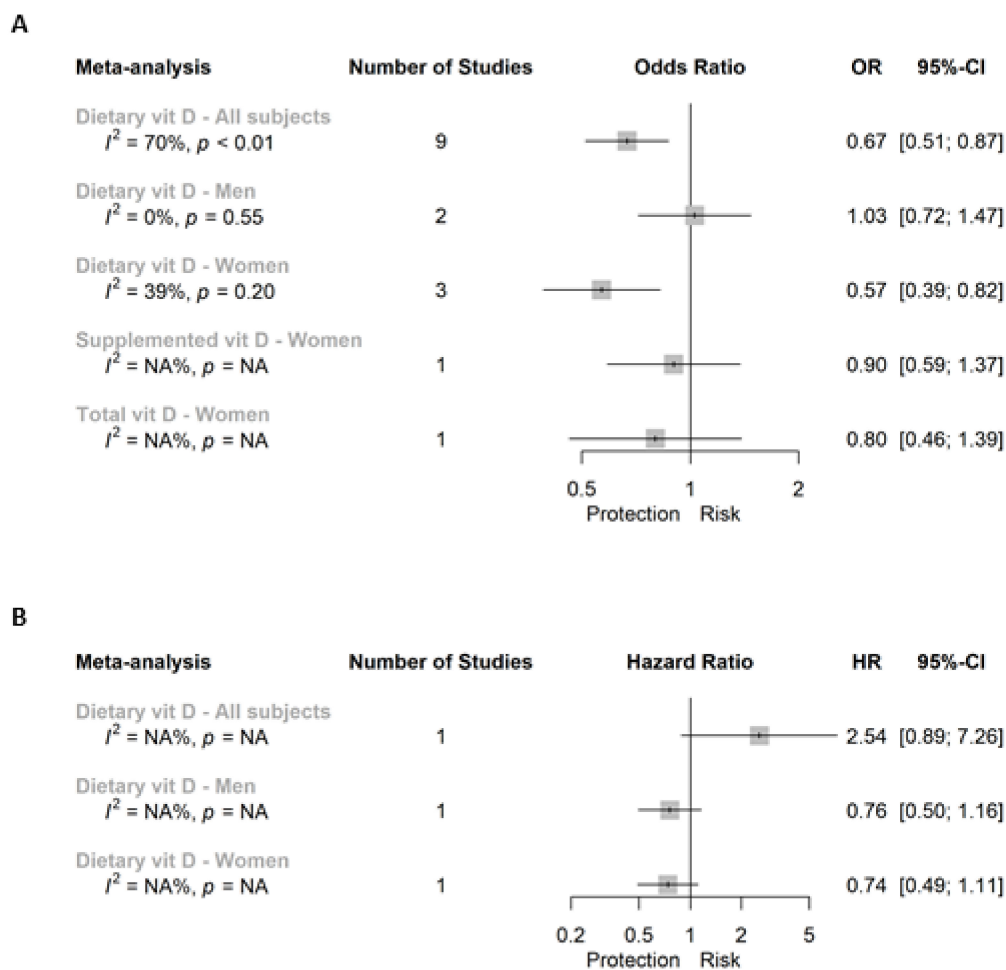 A
Meta-analysis Number of Studies Odds Ratio OR 95%-CI
Dietary vit D - All subjects
I² = 70%, p < 0.01 9 0.67 [0.51; 0.87]
Dietary vit D - Men
I² = 0%, p = 0.55 2 1.03 [0.72; 1.47]
Dietary vit D - Women
I² = 39%, p = 0.20 3 0.57 [0.39; 0.82]
Supplemented vit D - Women
I² = NA%, p = NA 1 0.90 [0.59; 1.37]
Total vit D - Women
I² = NA%, p = NA 1 0.80 [0.46; 1.39]
0.5 1 2
Protection Risk
B
Meta-analysis Number of Studies Hazard Ratio HR 95%-CI
Dietary vit D - All subjects
I² = NA%, p = NA 1 2.54 [0.89; 7.26]
Dietary vit D - Men
I² = NA%, p = NA 1 0.76 [0.50; 1.16]
Dietary vit D - Women
I² = NA%, p = NA 1 0.74 [0.49; 1.11]
0.2 0.5 1 2 5
Protection Risk